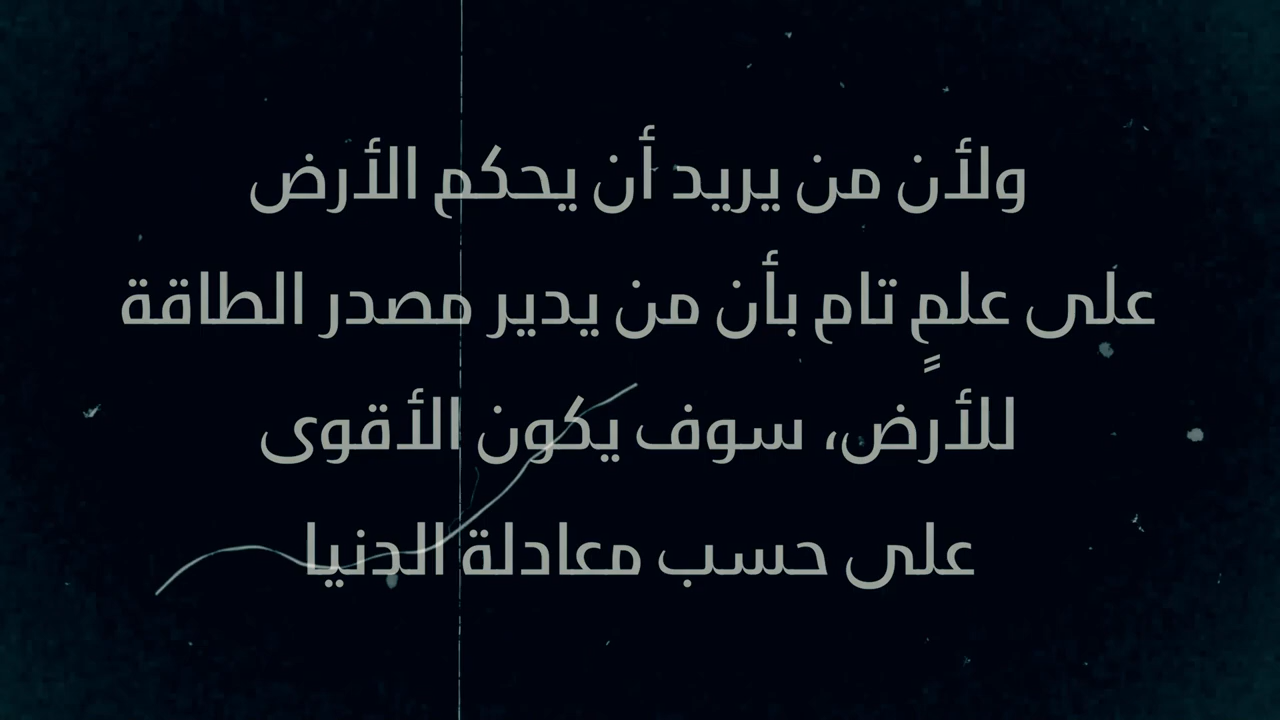 ولأن من يريد أن يحكم الأرض
على علمٍ تام بأن من يدير مصدر الطاقة
للأرض، سوف يكون الأقوى
على حسب معادلة الدنيا